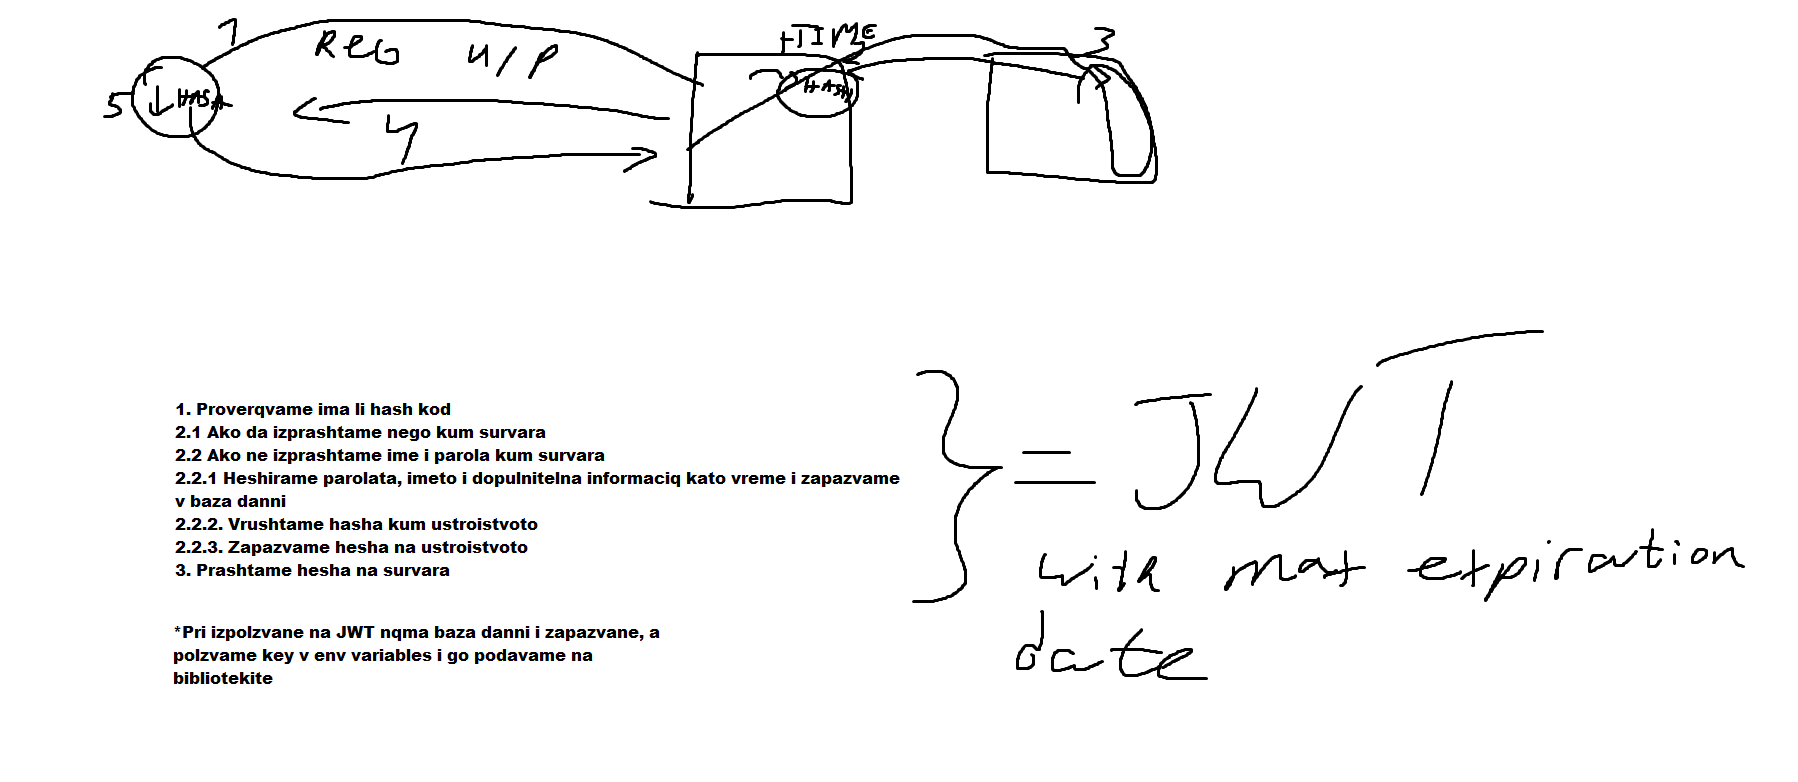 1
REG U/P
+TIME
3
5 HASH
HASH
4
1. Proverqvame ima li hash kod
2.1 Ako da izprashtame nego kum survara
2.2 Ako ne izprashtame ime i parola kum survara
2.2.1 Heshirame parolata, imeto i dopulnitelna informaciq kato vreme i zapazvame
v baza danni
2.2.2. Vrushtame hasha kum ustroistvoto
2.2.3. Zapazvame hesha na ustroistvoto
3. Prashtame hesha na survara
= JWT
with max expiration
date
*Pri izpolzvane na JWT nqma baza danni i zapazvane, a
polzvame key v env variables i go podavame na
bibliotekite